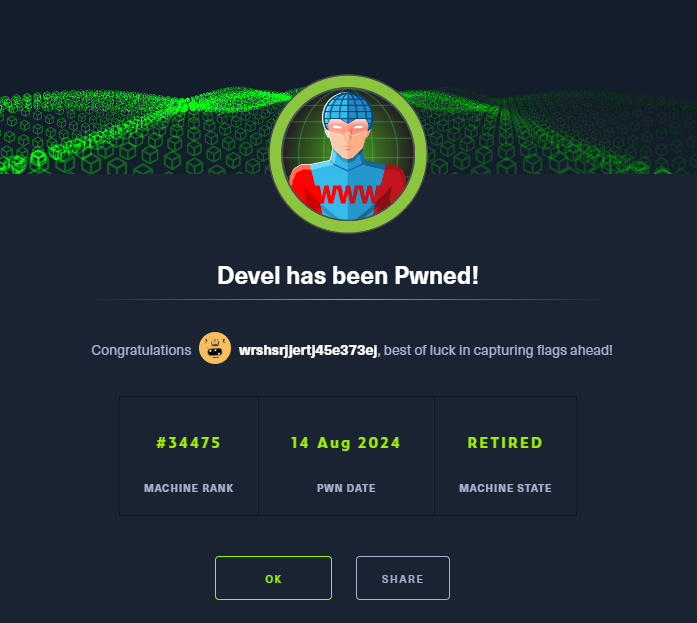 WWW
Devel has been Pwned!
Congratulations wrshsrjjertj45e373ej, best of luck in capturing flags ahead!
#34475 14 Aug 2024 RETIRED
MACHINE RANK PWN DATE MACHINE STATE
OK SHARE